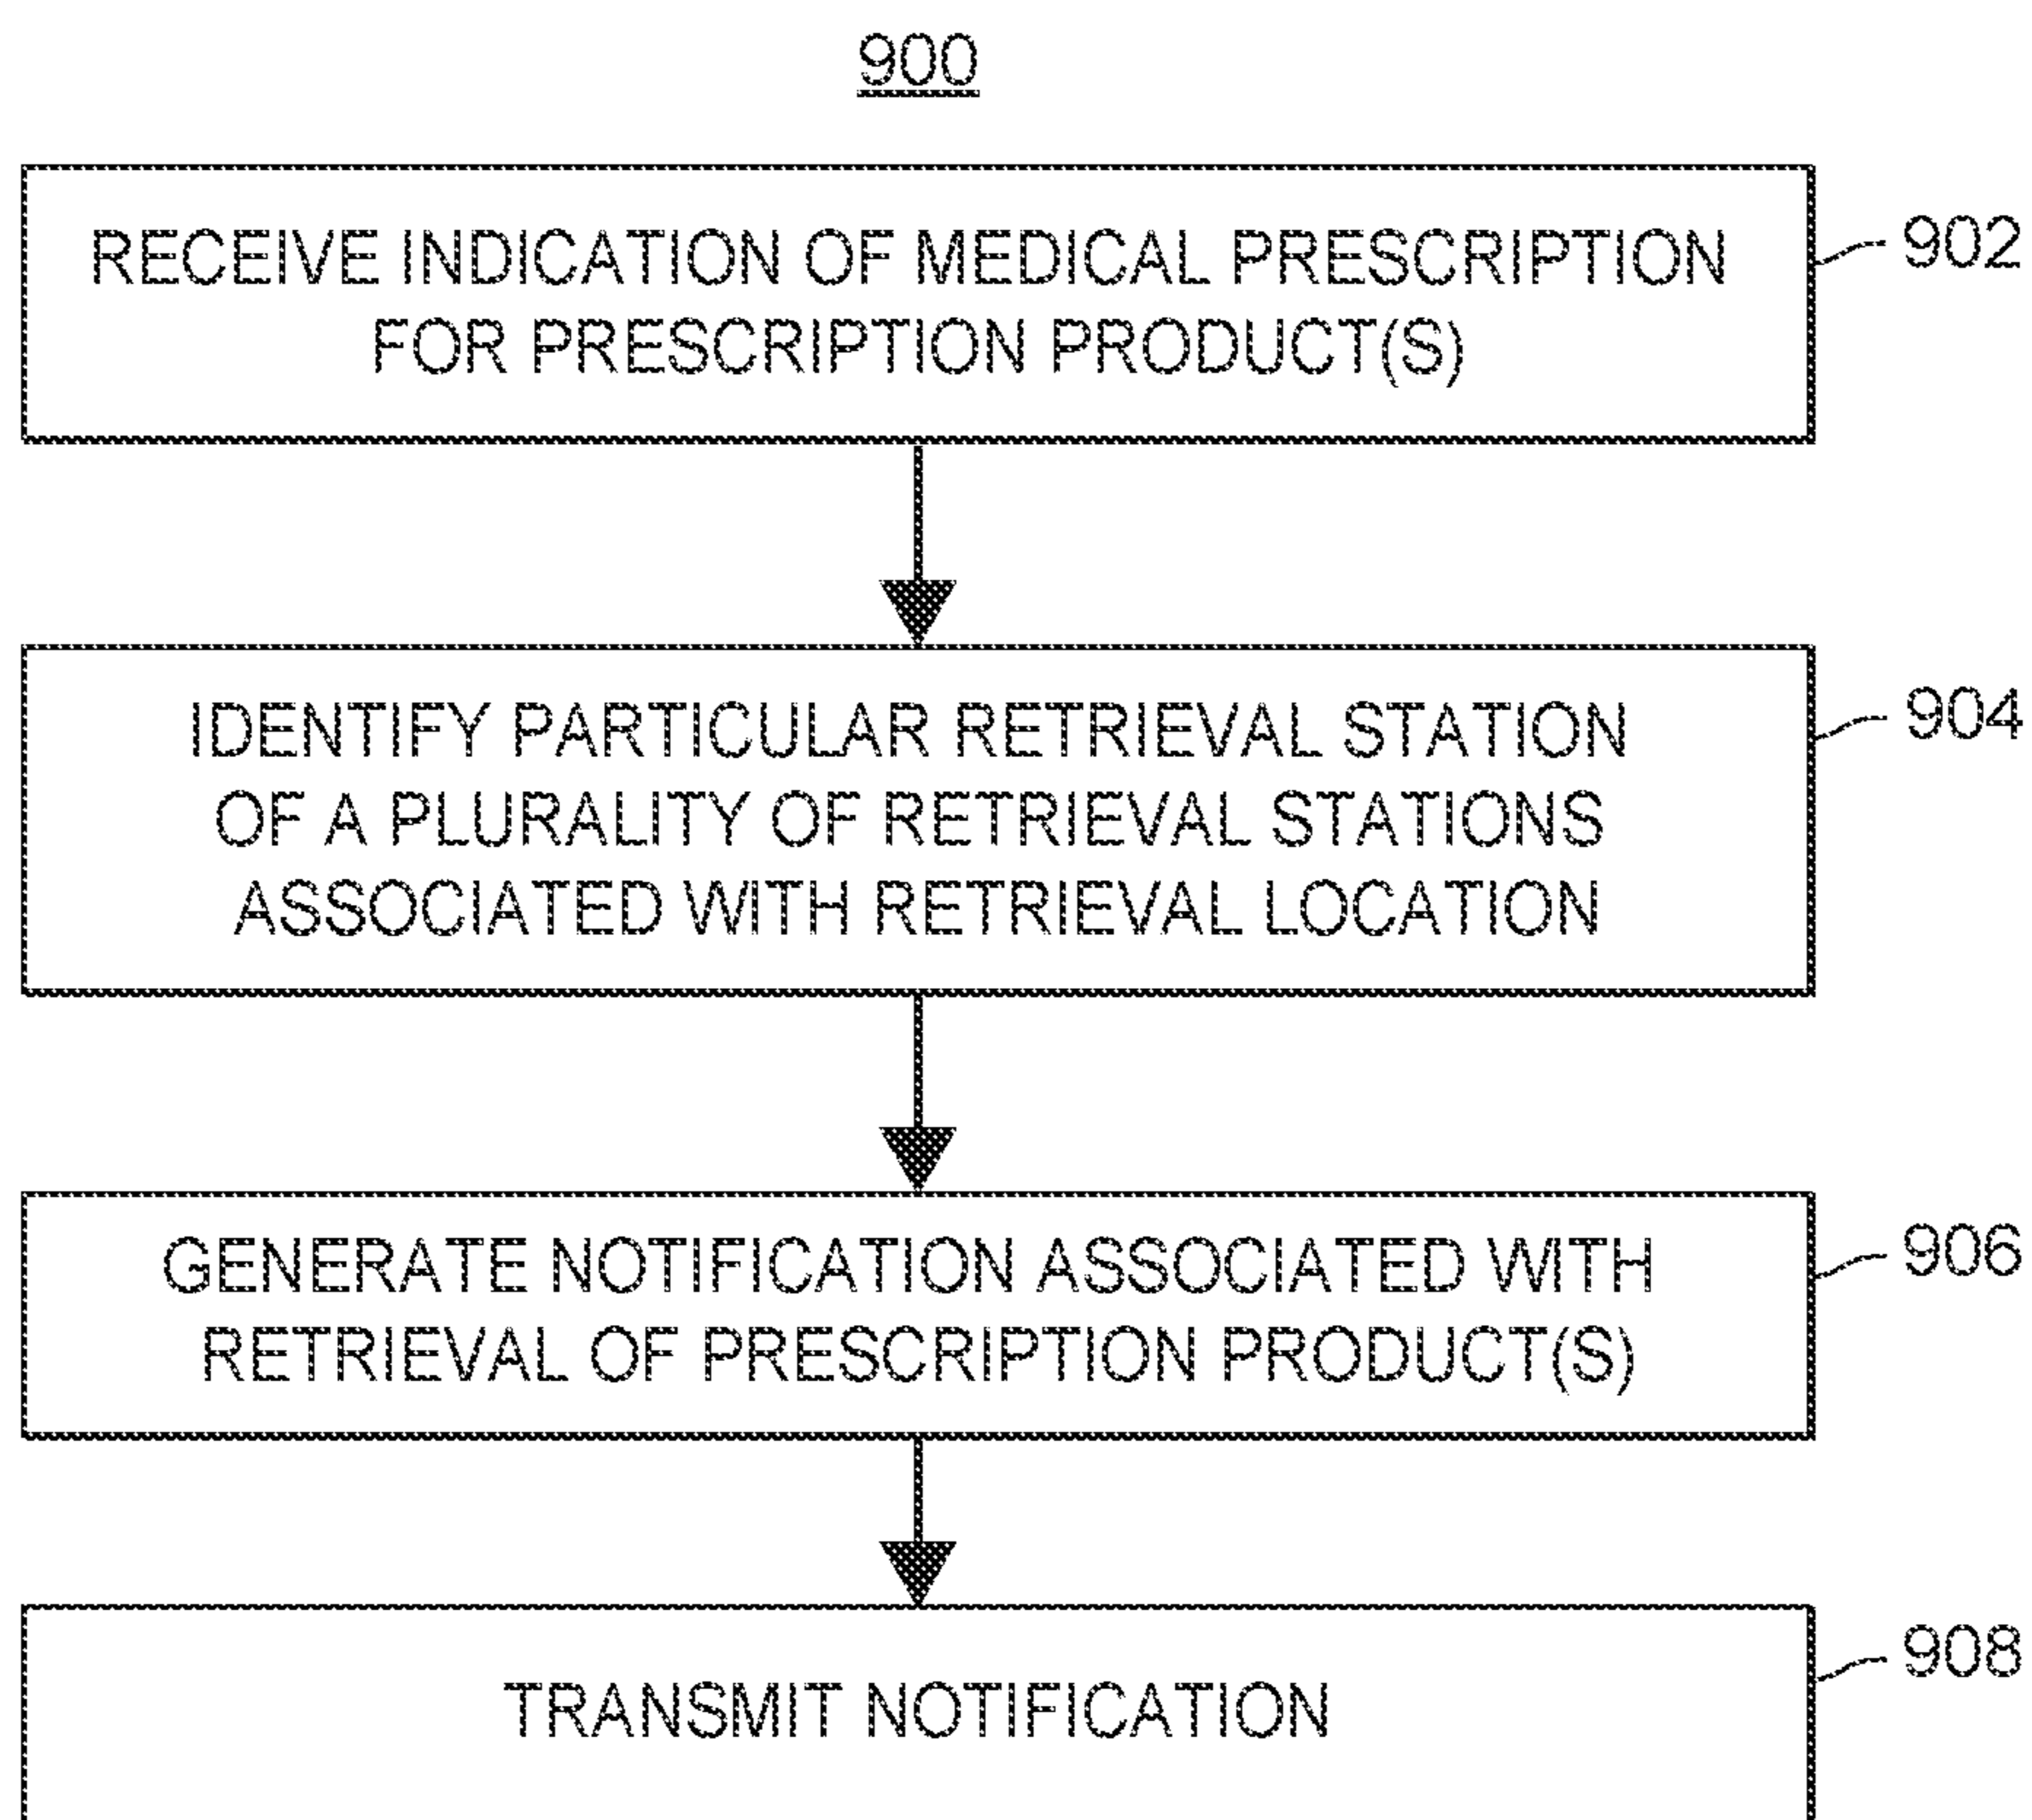 900
RECEIVE INDICATION OF MEDICAL PRESCRIPTION
FOR PRESCRIPTION PRODUCT(S)
902
IDENTIFY PARTICULAR RETRIEVAL STATION
OF A PLURALITY OF RETRIEVAL STATIONS
ASSOCIATED WITH RETRIEVAL LOCATION
904
GENERATE NOTIFICATION ASSOCIATED WITH
RETRIEVAL OF PRESCRIPTION PRODUCT(S)
906
TRANSMIT NOTIFICATION
908